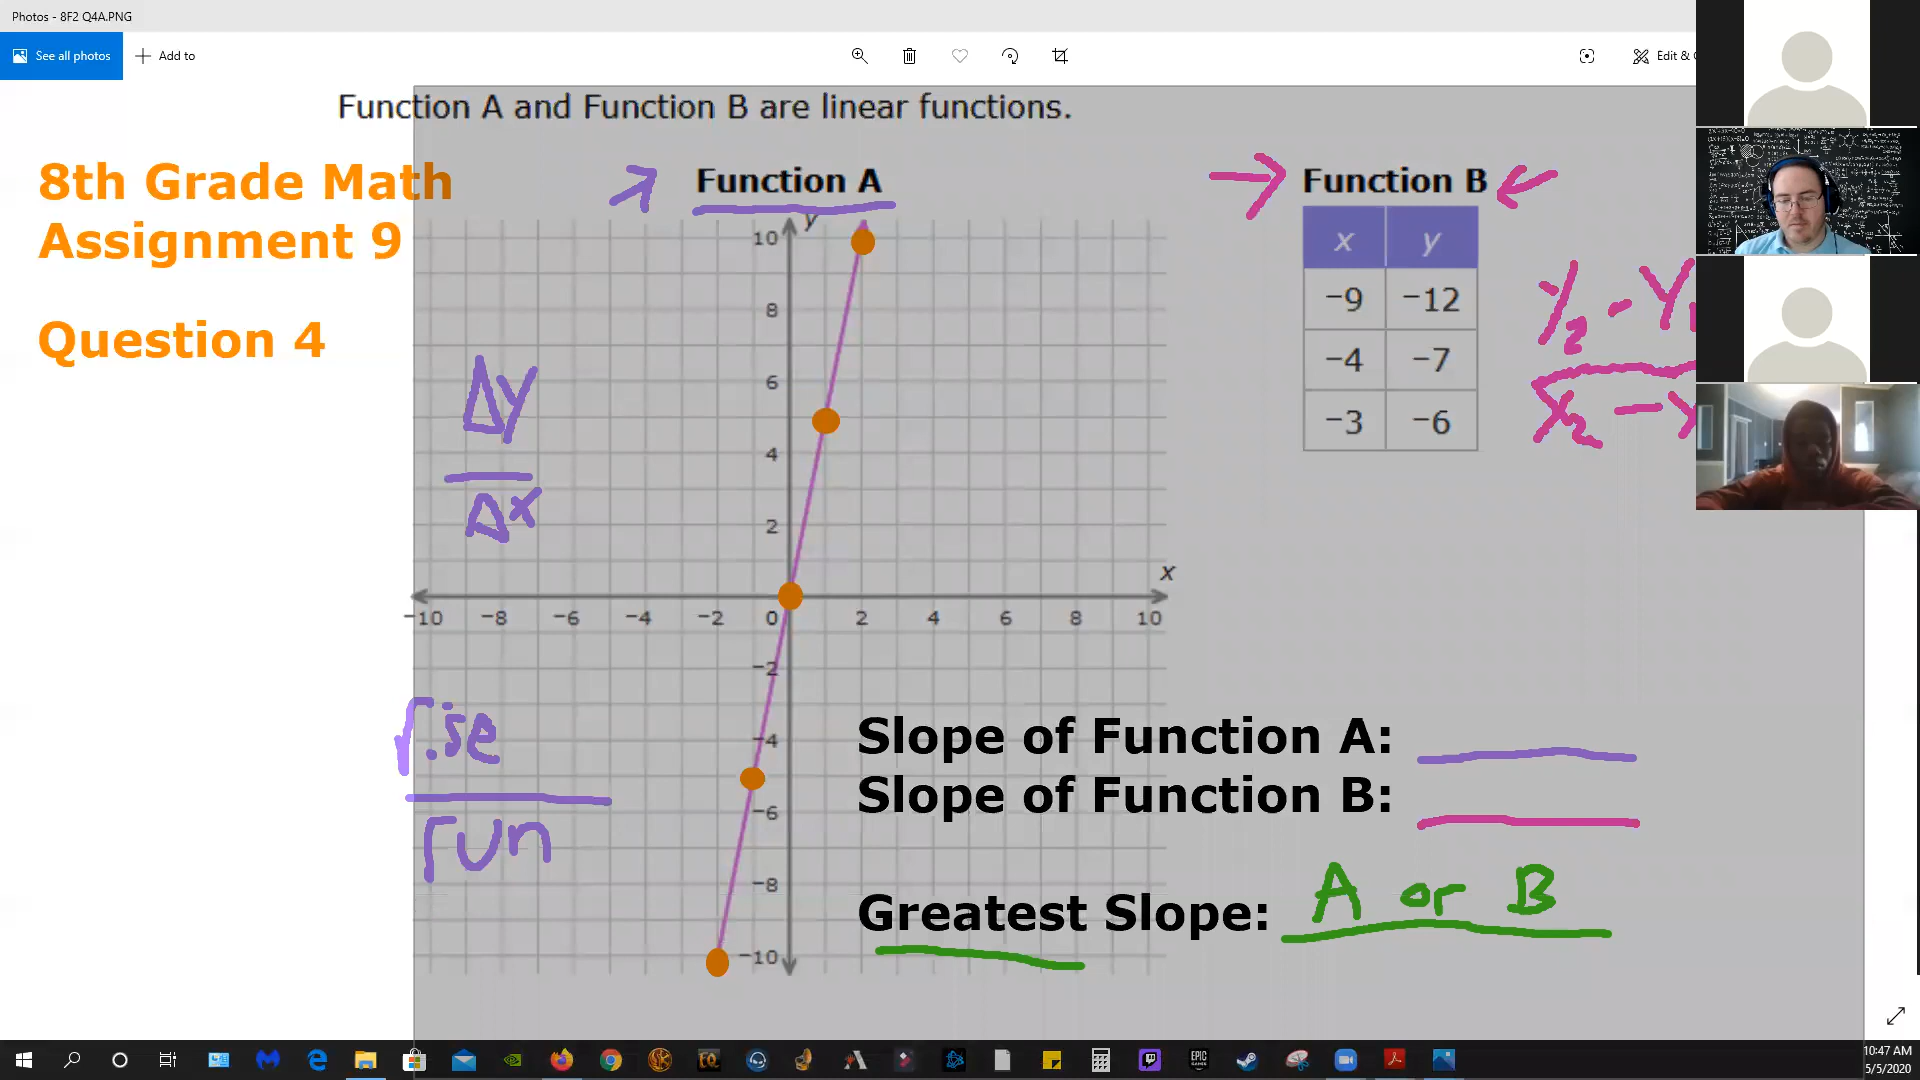 Photos - 8F2 Q4A.PNG
See all photos
Add to
Edit &
Function A and Function B are linear functions.
8th Grade Math
Assignment 9
Question 4
Function A
y
10
8
6
4
2
x
−10 −8 −6 −4 −2 0 2 4 6 8 10
−2
−4
−6
−8
−10
Δy
Δx
rise
run
Function B
x y
−9 −12
−4 −7
−3 −6
y2 - y1
x2 - x
Slope of Function A:
Slope of Function B:
Greatest Slope: A or B
10:47 AM
5/5/2020